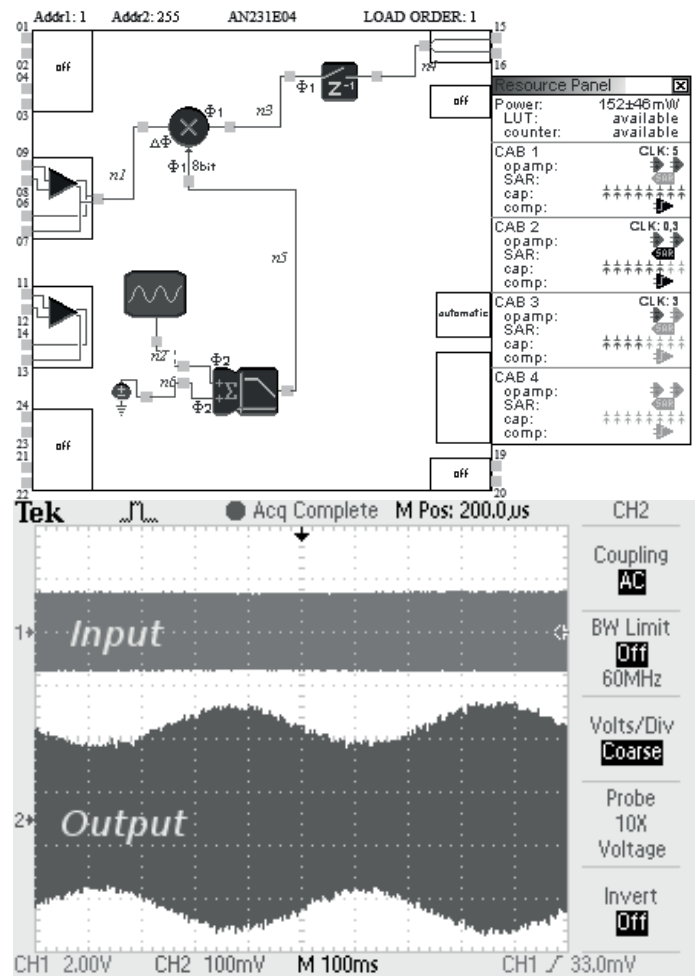 Addr1: 1 Addr2: 255 AN231E04 LOAD ORDER: 1
01
15
02
04
off
16
n4
03
off
Φ1
Z⁻¹
Φ1
n3
ΔΦ
Φ1 8bit
09
n1
08
06
07
n5
11
automatic
12
14
n2
Φ2
13
n6
Σ
Φ2
24
23
off
21
22
off
19
20
Resource Panel
Power: 152±46mW
LUT: available
counter: available
CAB 1 CLK: 5
opamp:
SAR: SAR
cap:
comp:
CAB 2 CLK: 0,3
opamp:
SAR: SAR
cap:
comp:
CAB 3 CLK: 3
opamp:
SAR: SAR
cap:
comp:
CAB 4
opamp:
SAR: SAR
cap:
comp:
Tek Acq Complete M Pos: 200.0µs CH2
Coupling
AC
BW Limit
Off
60MHz
Volts/Div
Coarse
Probe
10X
Voltage
Invert
Off
1
Input
2
Output
CH1 2.00V CH2 100mV M 100ms CH1 ∕ 33.0mV